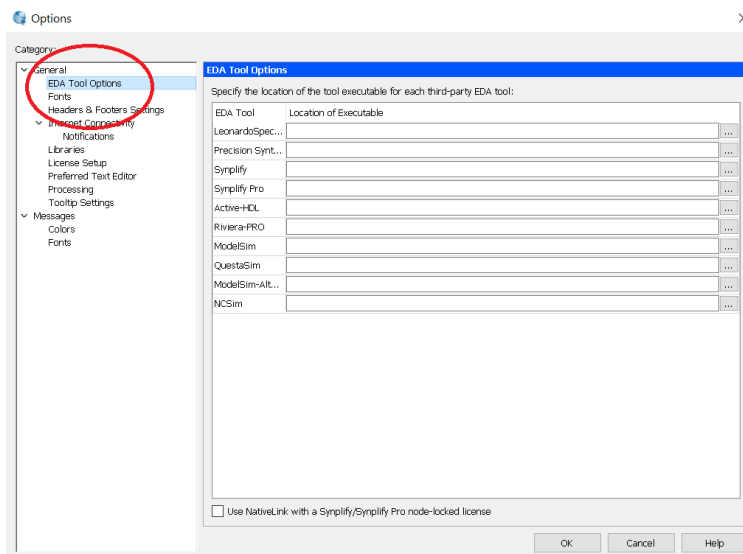 Options
Category:
General
EDA Tool Options
Fonts
Headers & Footers Settings
Internet Connectivity
Notifications
Libraries
License Setup
Preferred Text Editor
Processing
Tooltip Settings
Messages
Colors
Fonts
EDA Tool Options
Specify the location of the tool executable for each third-party EDA tool:
EDA Tool Location of Executable
LeonardoSpec... ...
Precision Synt... ...
Synplify ...
Synplify Pro ...
Active-HDL ...
Riviera-PRO ...
ModelSim ...
QuestaSim ...
ModelSim-Alt... ...
NCSim ...
Use NativeLink with a Synplify/Synplify Pro node-locked license
OK Cancel Help